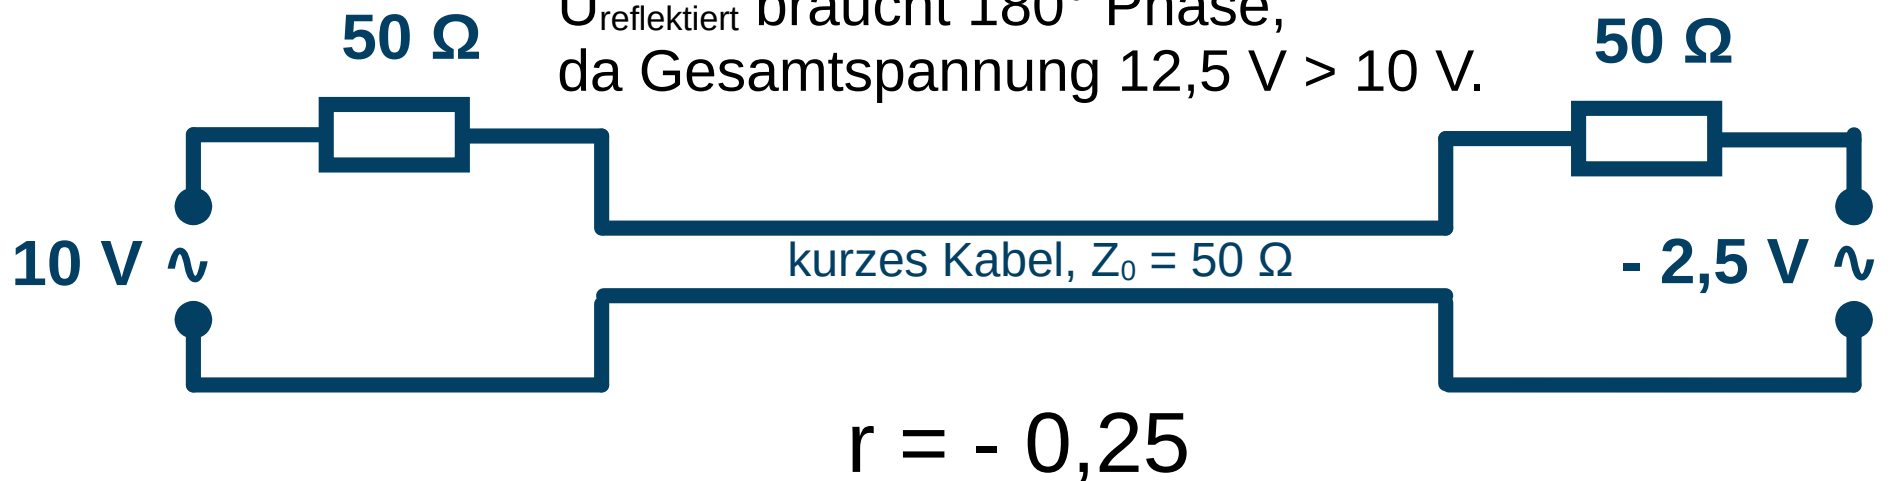 U_reflektiert braucht 180° Phase,
da Gesamtspannung 12,5 V > 10 V.
50 Ω
50 Ω
10 V ∿
kurzes Kabel, Z₀ = 50 Ω
- 2,5 V ∿
r = - 0,25